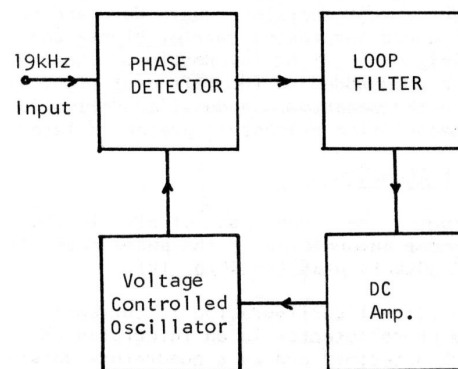 19kHz
Input
PHASE
DETECTOR
LOOP
FILTER
Voltage
Controlled
Oscillator
DC
Amp.